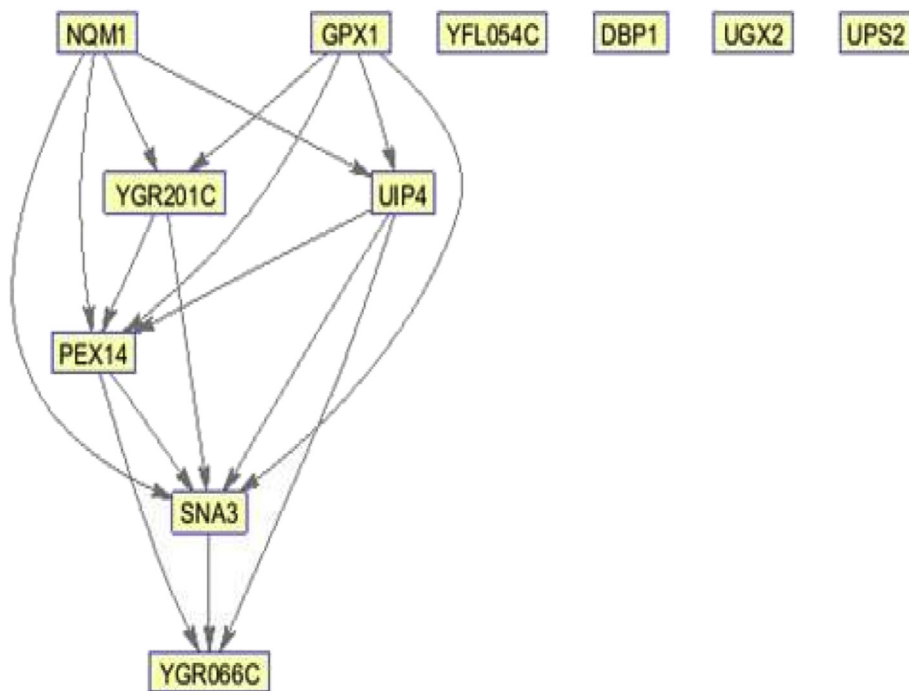 NQM1 GPX1 YFL054C DBP1 UGX2 UPS2
YGR201C UIP4
PEX14
SNA3
YGR066C